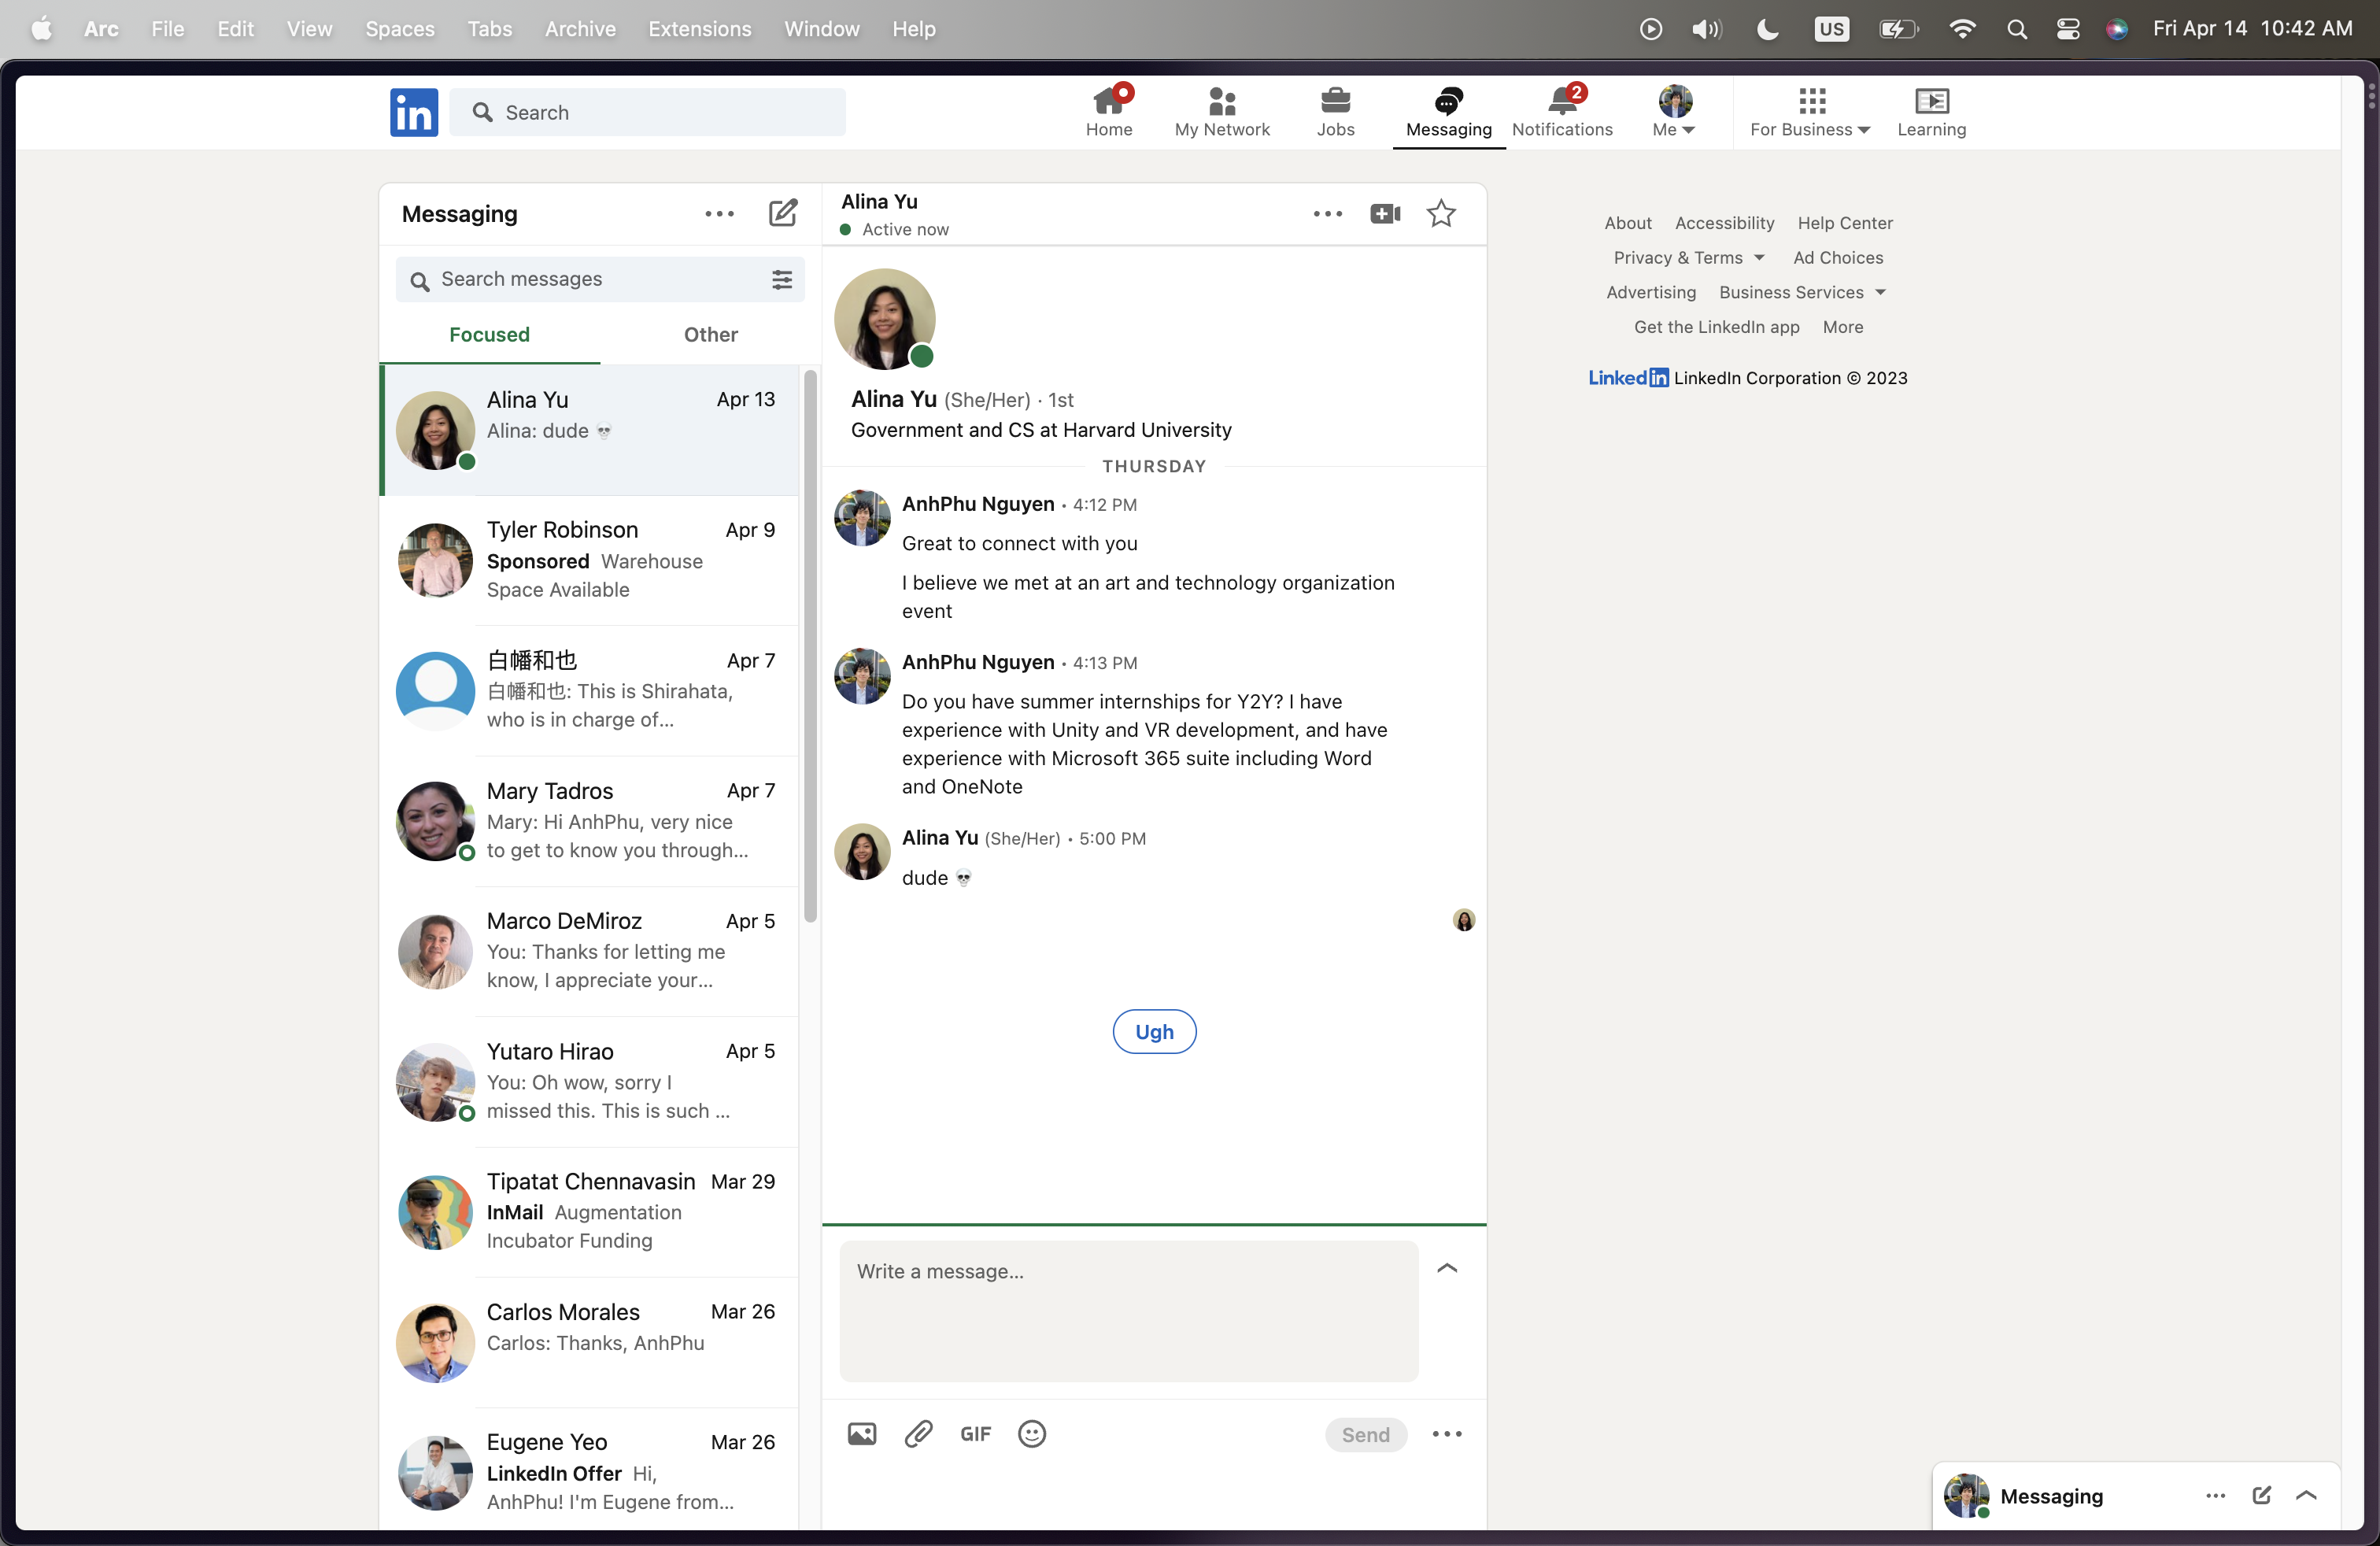 Arc File Edit View Spaces Tabs Archive Extensions Window Help
US Fri Apr 14 10:42 AM
in Search
Home My Network Jobs Messaging 2 Notifications Me For Business Learning
Messaging
Search messages
Focused Other
Alina Yu Apr 13
Alina: dude 💀
Tyler Robinson Apr 9
Sponsored Warehouse
Space Available
白幡和也 Apr 7
白幡和也: This is Shirahata,
who is in charge of...
Mary Tadros Apr 7
Mary: Hi AnhPhu, very nice
to get to know you through...
Marco DeMiroz Apr 5
You: Thanks for letting me
know, I appreciate your...
Yutaro Hirao Apr 5
You: Oh wow, sorry I
missed this. This is such ...
Tipatat Chennavasin Mar 29
InMail Augmentation
Incubator Funding
Carlos Morales Mar 26
Carlos: Thanks, AnhPhu
Eugene Yeo Mar 26
LinkedIn Offer Hi,
AnhPhu! I'm Eugene from...
Alina Yu
Active now
Alina Yu (She/Her) · 1st
Government and CS at Harvard University
THURSDAY
AnhPhu Nguyen • 4:12 PM
Great to connect with you
I believe we met at an art and technology organization
event
AnhPhu Nguyen • 4:13 PM
Do you have summer internships for Y2Y? I have
experience with Unity and VR development, and have
experience with Microsoft 365 suite including Word
and OneNote
Alina Yu (She/Her) • 5:00 PM
dude 💀
Ugh
Write a message...
GIF Send
About Accessibility Help Center
Privacy & Terms Ad Choices
Advertising Business Services
Get the LinkedIn app More
LinkedIn LinkedIn Corporation © 2023
Messaging